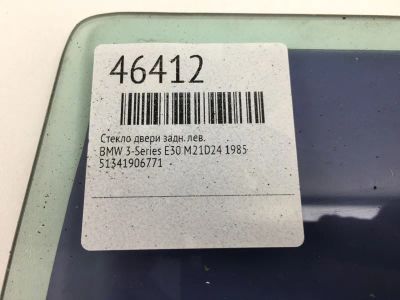 46412
Стекло двери задн. лев.
BMW 3-Series E30 M21D24 1985
51341906771